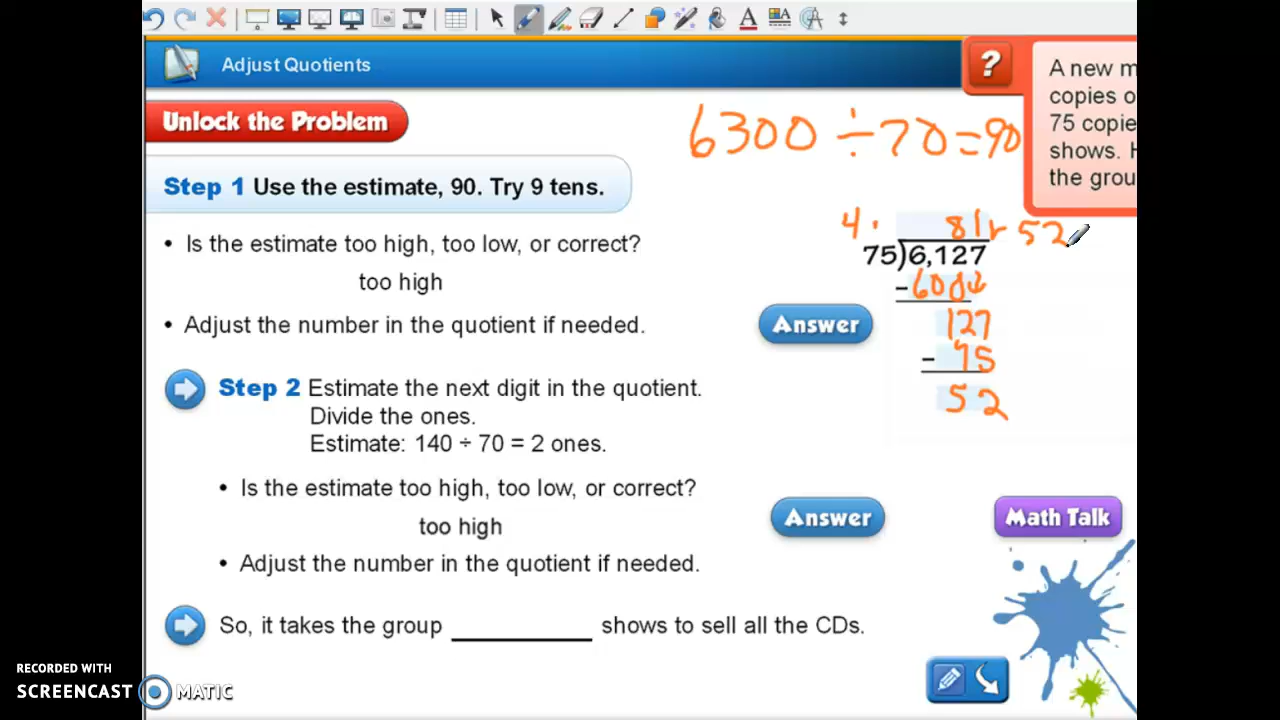 Adjust Quotients
?
A new m
copies o
75 copie
shows. H
the grou
Unlock the Problem
6300 ÷ 70 = 90
Step 1 Use the estimate, 90. Try 9 tens.
• Is the estimate too high, too low, or correct?
too high
• Adjust the number in the quotient if needed.
4. 81 r 52
75)6,127
-600
127
- 75
52
Answer
Step 2 Estimate the next digit in the quotient.
Divide the ones.
Estimate: 140 ÷ 70 = 2 ones.
• Is the estimate too high, too low, or correct?
too high
Answer
Math Talk
• Adjust the number in the quotient if needed.
So, it takes the group __________ shows to sell all the CDs.
RECORDED WITH
SCREENCAST MATIC